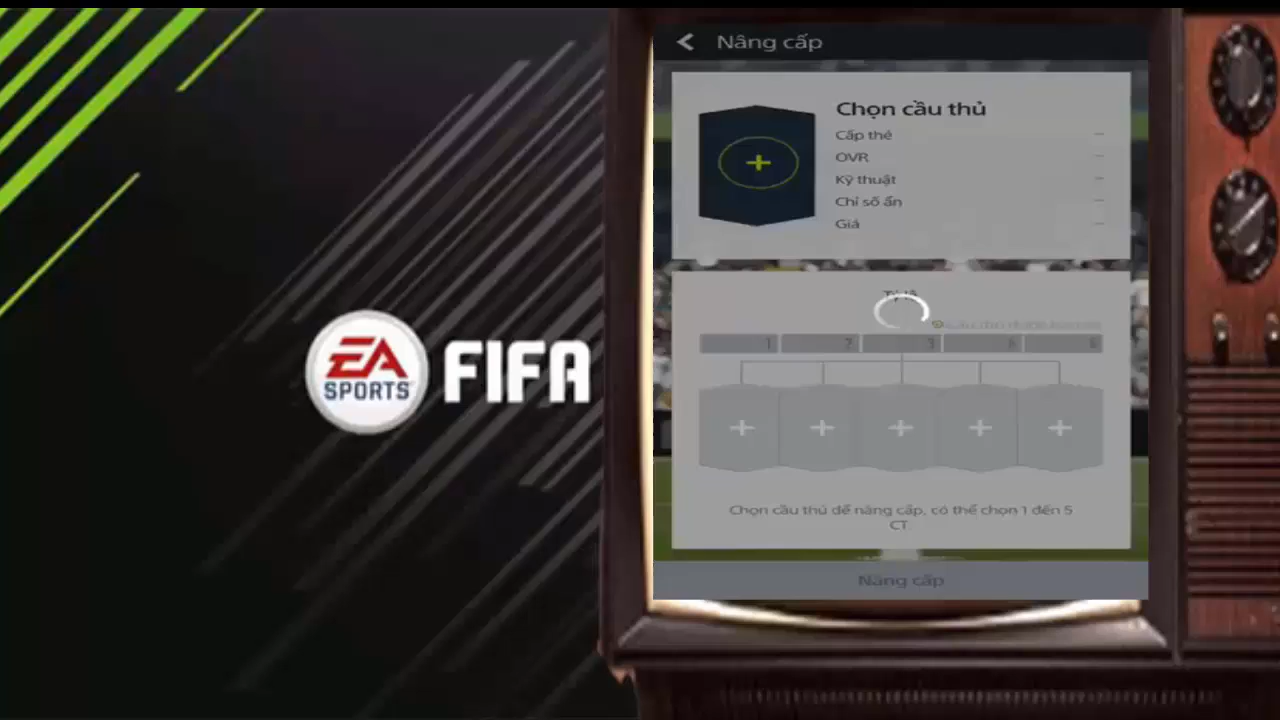 Nâng cấp
Chọn cầu thủ
Cấp thẻ --
OVR --
Kỹ thuật --
Chỉ số ẩn --
Giá --
EA
SPORTS
FIFA
1 2 3
Chọn cầu thủ để nâng cấp, có thể chọn 1 đến 5
CT
Nâng cấp